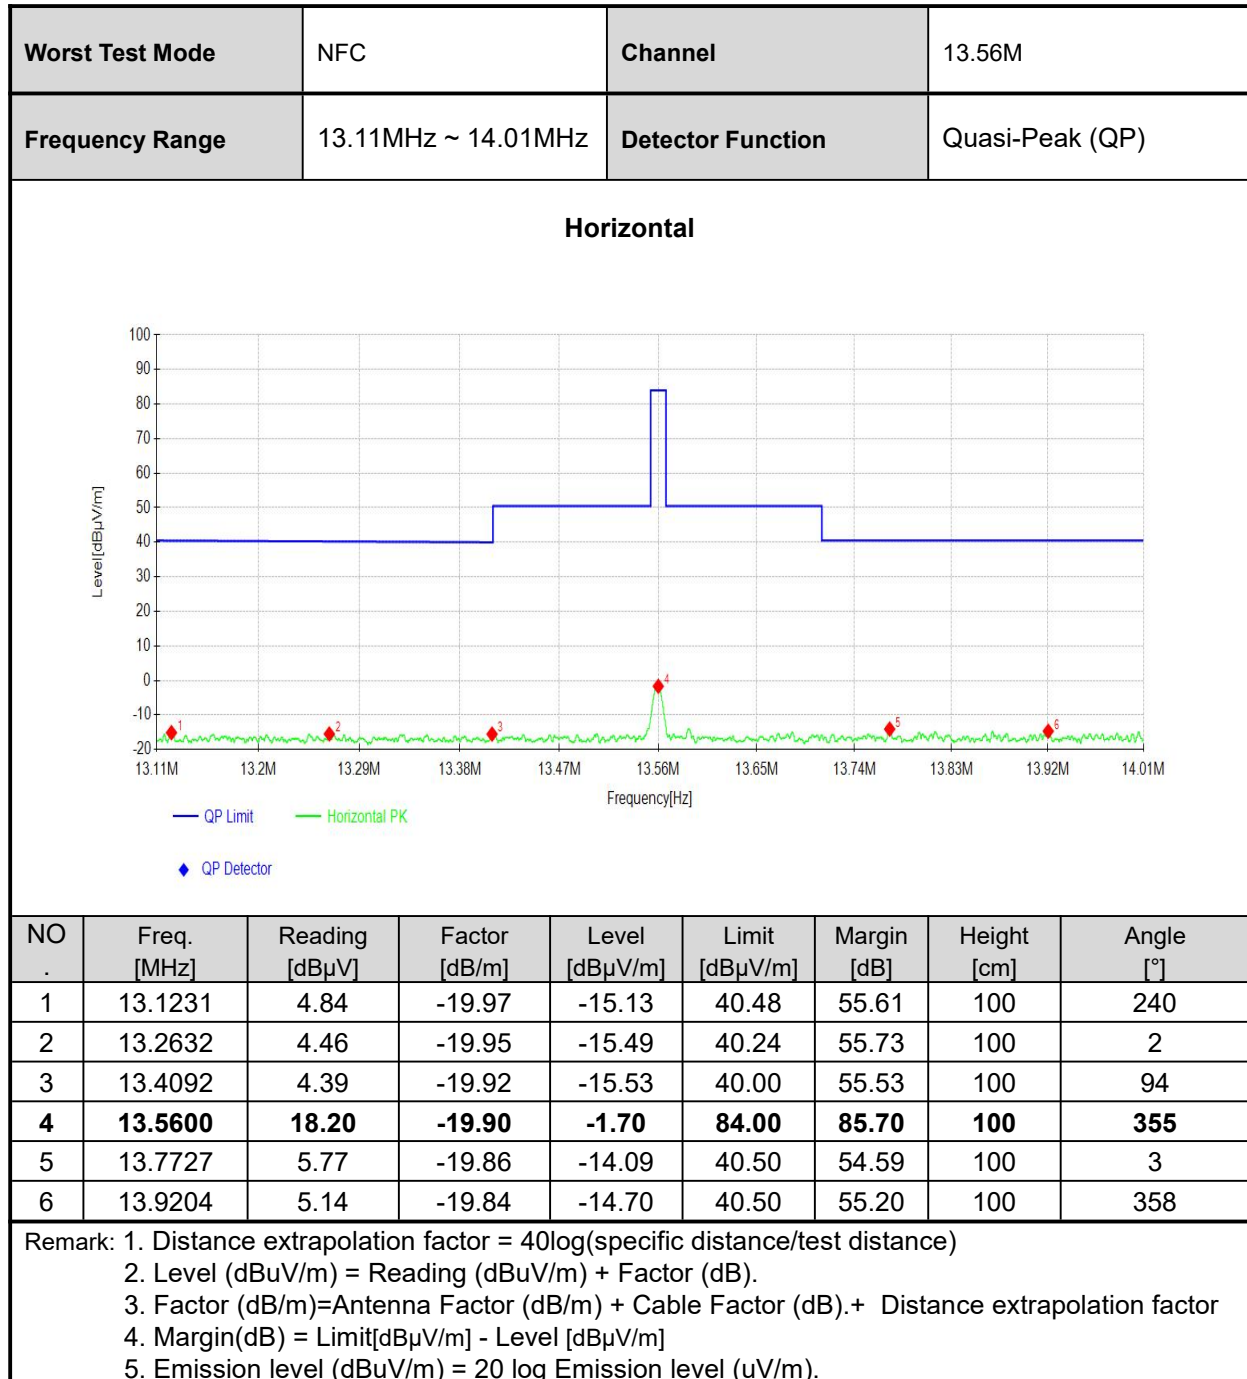 Worst Test Mode NFC Channel 13.56M
Frequency Range 13.11MHz ~ 14.01MHz Detector Function Quasi-Peak (QP)
Horizontal
100
90
80
70
60
50
40
30
20
10
0
-10
-20
Level[dBµV/m]
1 2 3 4 5 6
13.11M 13.2M 13.29M 13.38M 13.47M 13.56M 13.65M 13.74M 13.83M 13.92M 14.01M
Frequency[Hz]
QP Limit Horizontal PK
QP Detector
NO. Freq. [MHz] Reading [dBµV] Factor [dB/m] Level [dBµV/m] Limit [dBµV/m] Margin [dB] Height [cm] Angle [°]
1 13.1231 4.84 -19.97 -15.13 40.48 55.61 100 240
2 13.2632 4.46 -19.95 -15.49 40.24 55.73 100 2
3 13.4092 4.39 -19.92 -15.53 40.00 55.53 100 94
4 13.5600 18.20 -19.90 -1.70 84.00 85.70 100 355
5 13.7727 5.77 -19.86 -14.09 40.50 54.59 100 3
6 13.9204 5.14 -19.84 -14.70 40.50 55.20 100 358
Remark: 1. Distance extrapolation factor = 40log(specific distance/test distance)
2. Level (dBuV/m) = Reading (dBuV/m) + Factor (dB).
3. Factor (dB/m)=Antenna Factor (dB/m) + Cable Factor (dB).+ Distance extrapolation factor
4. Margin(dB) = Limit[dBµV/m] - Level [dBµV/m]
5. Emission level (dBuV/m) = 20 log Emission level (uV/m).